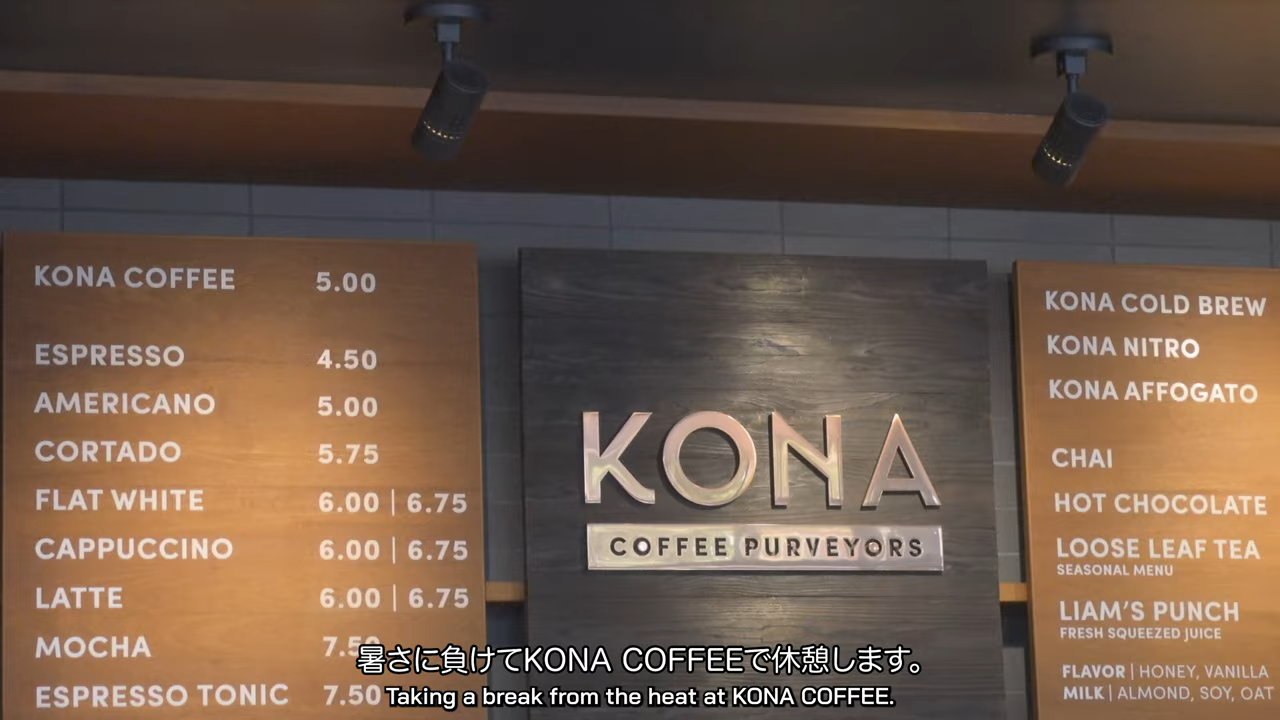 KONA COFFEE 5.00
ESPRESSO 4.50
AMERICANO 5.00
CORTADO 5.75
FLAT WHITE 6.00 | 6.75
CAPPUCCINO 6.00 | 6.75
LATTE 6.00 | 6.75
MOCHA 7.50
ESPRESSO TONIC 7.50
KONA
COFFEE PURVEYORS
KONA COLD BREW
KONA NITRO
KONA AFFOGATO
CHAI
HOT CHOCOLATE
LOOSE LEAF TEA
SEASONAL MENU
LIAM'S PUNCH
FRESH SQUEEZED JUICE
FLAVOR | HONEY, VANILLA
MILK | ALMOND, SOY, OAT
暑さに負けてKONA COFFEEで休憩します。
Taking a break from the heat at KONA COFFEE.